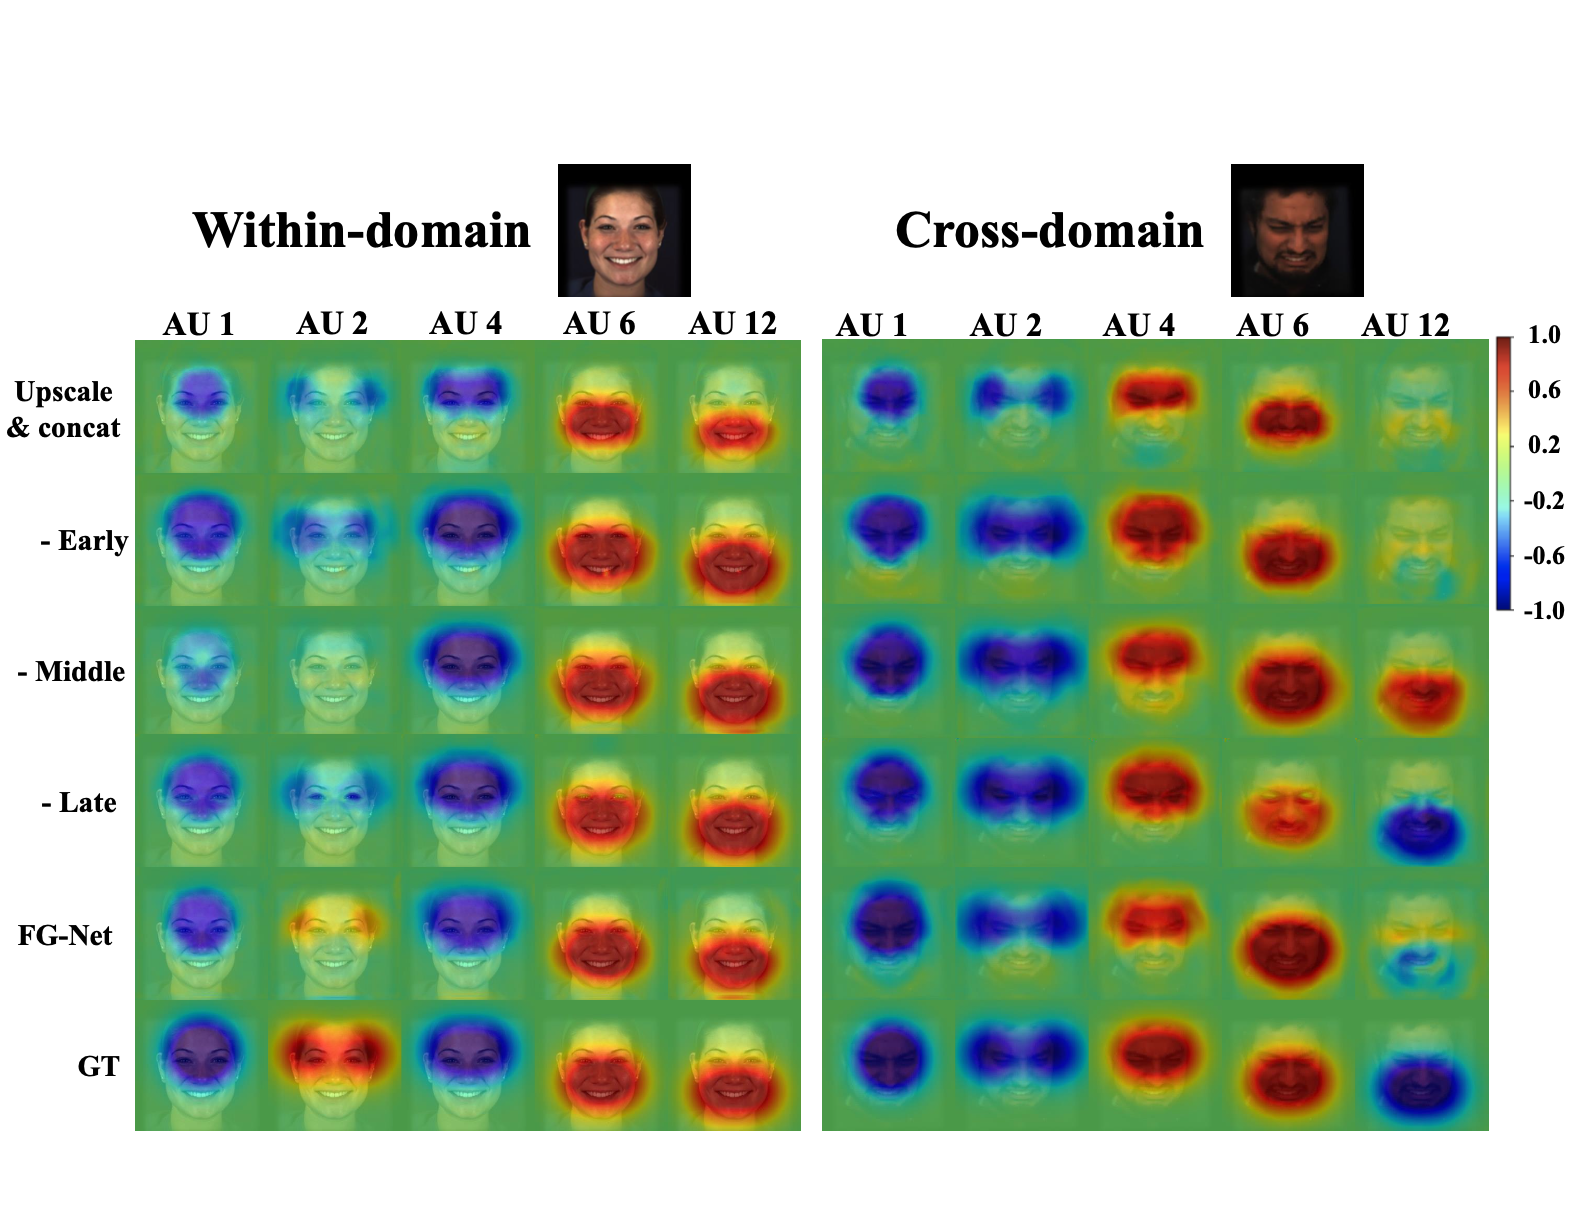 Within-domain
Cross-domain
AU 1 AU 2 AU 4 AU 6 AU 12
AU 1 AU 2 AU 4 AU 6 AU 12
Upscale
& concat
- Early
- Middle
- Late
FG-Net
GT
1.0
0.6
0.2
-0.2
-0.6
-1.0